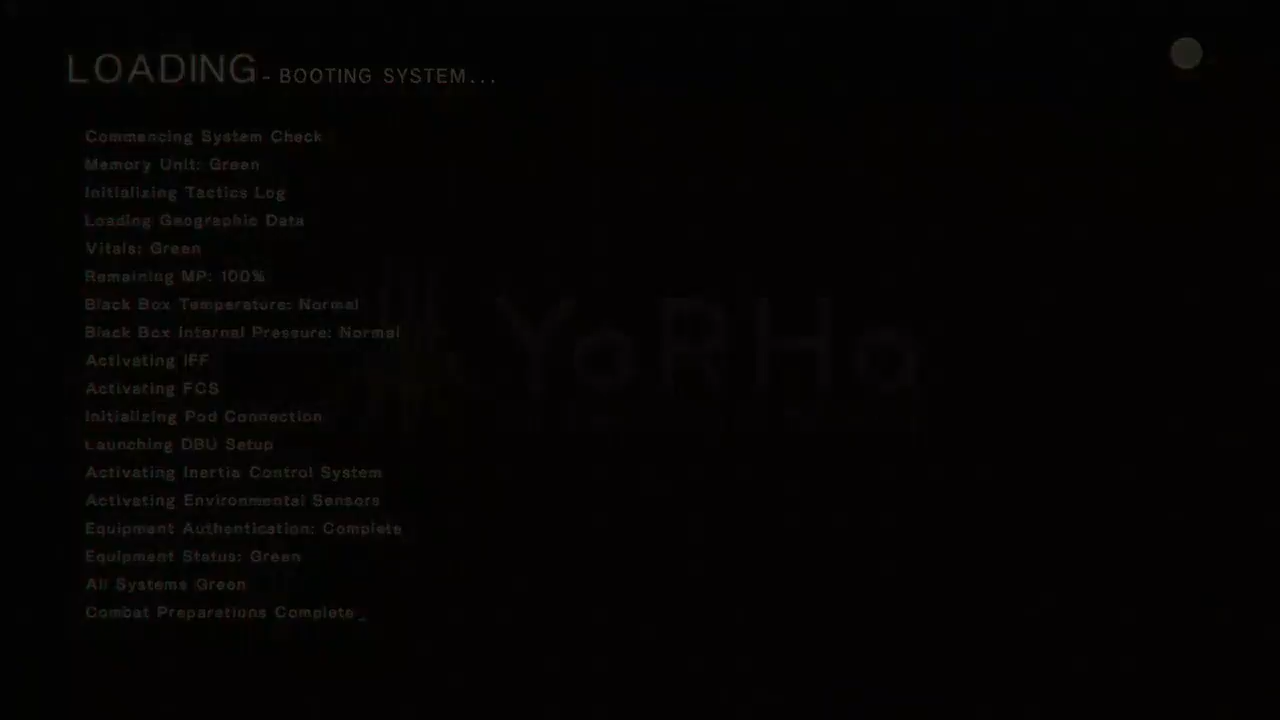 LOADING - BOOTING SYSTEM...
Commencing System Check
Memory Unit: Green
Initializing Tactics Log
Loading Geographic Data
Vitals: Green
Remaining MP: 100%
Black Box Temperature: Normal
Black Box Internal Pressure: Normal
Activating IFF
Activating FCS
Initializing Pod Connection
Launching DBU Setup
Activating Inertia Control System
Activating Environmental Sensors
Equipment Authentication: Complete
Equipment Status: Green
All Systems Green
Combat Preparations Complete_
YoRHa